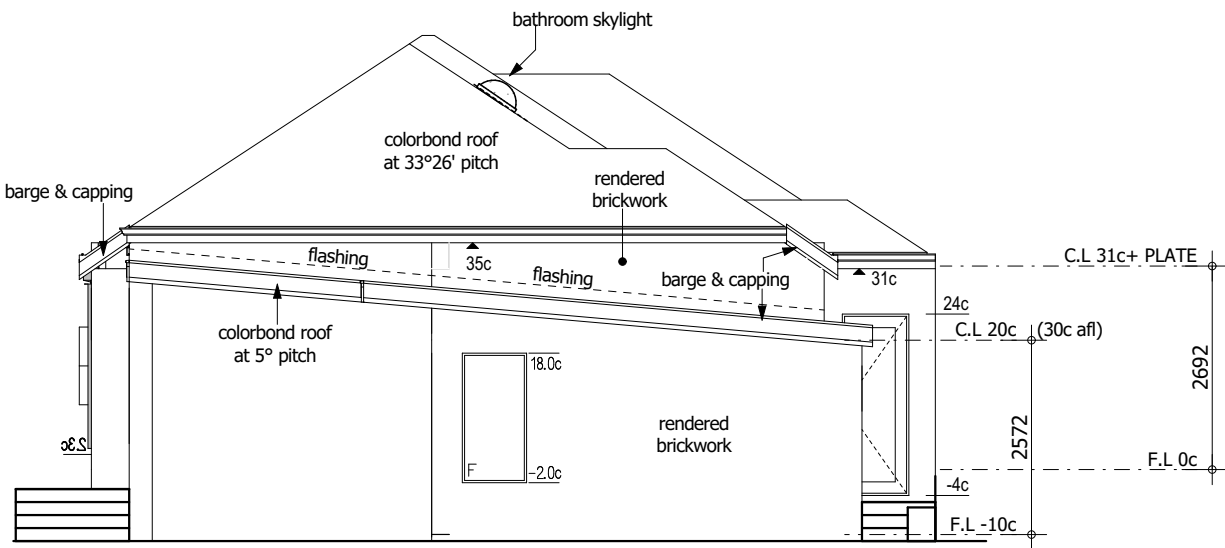 bathroom skylight
colorbond roof
at 33°26' pitch
barge & capping
rendered
brickwork
flashing
35c
flashing
barge & capping
31c
C.L 31c+ PLATE
24c
C.L 20c (30c afl)
colorbond roof
at 5° pitch
18.0c
2692
rendered
brickwork
2572
23c
F
-2.0c
F.L 0c
-4c
F.L -10c